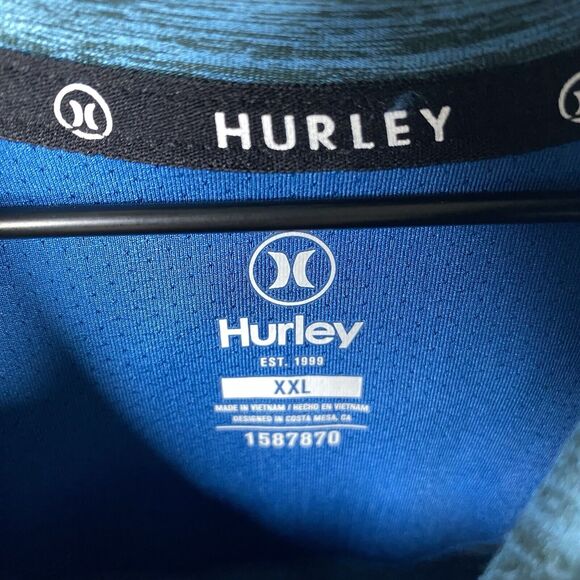 HURLEY
Hurley
EST. 1999
XXL
MADE IN VIETNAM / HECHO EN VIETNAM
DESIGNED IN COSTA MESA, CA
1587870